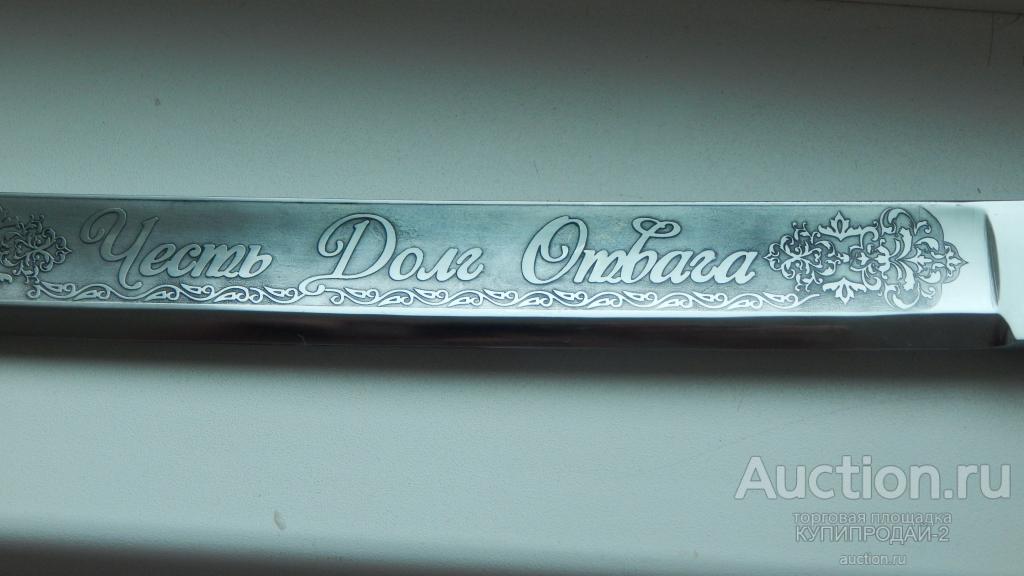 Честь Долг Отвага
Auction.ru
торговая площадка
КУПИПРОДАЙ-2
auction.ru